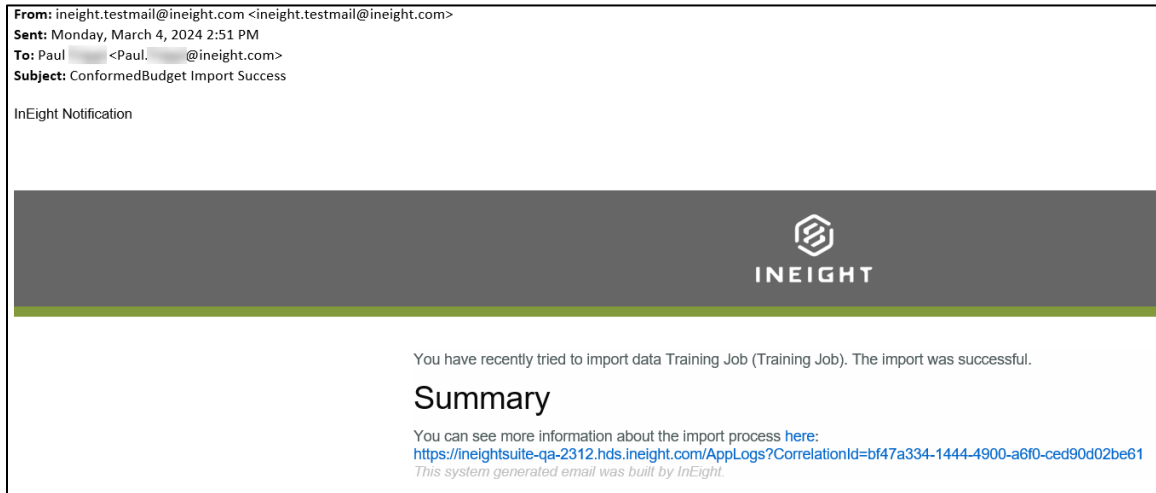 From: ineight.testmail@ineight.com <ineight.testmail@ineight.com>
Sent: Monday, March 4, 2024 2:51 PM
To: Paul <Paul. @ineight.com>
Subject: ConformedBudget Import Success
InEight Notification
INEIGHT
You have recently tried to import data Training Job (Training Job). The import was successful.
Summary
You can see more information about the import process here:
https://ineightsuite-qa-2312.hds.ineight.com/AppLogs?CorrelationId=bf47a334-1444-4900-a6f0-ced90d02be61
This system generated email was built by InEight.